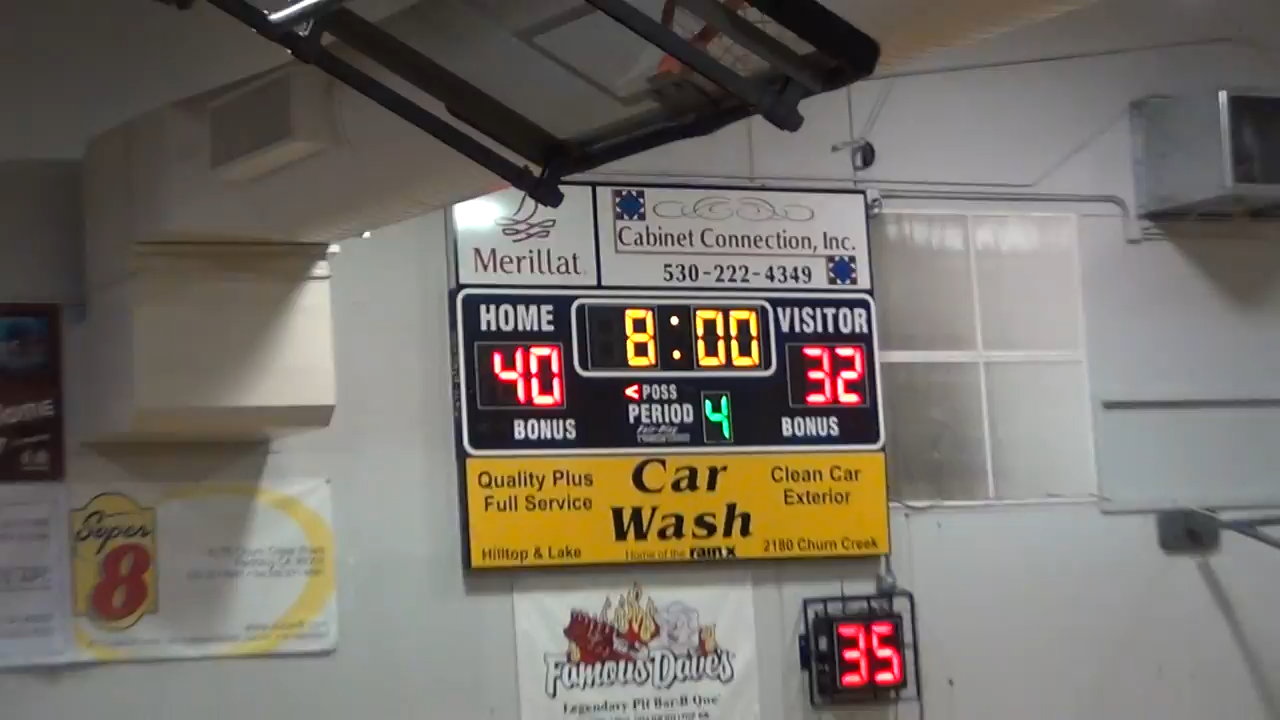 Merillat
Cabinet Connection, Inc.
530-222-4349
HOME
8:00
VISITOR
40
32
< POSS
PERIOD 4
BONUS
BONUS
Quality Plus
Full Service
Car
Wash
Clean Car
Exterior
Hilltop & Lake
Home of the rain-x
2180 Churn Creek
Super
8
35
Famous Dave's
Legendary Pit Bar-B-Que